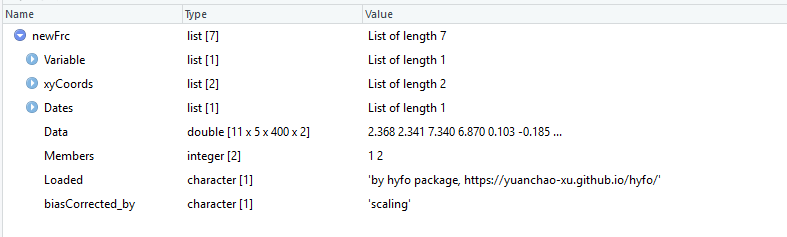 Name Type Value
newFrc list [7] List of length 7
Variable list [1] List of length 1
xyCoords list [2] List of length 2
Dates list [1] List of length 1
Data double [11 x 5 x 400 x 2] 2.368 2.341 7.340 6.870 0.103 -0.185 ...
Members integer [2] 1 2
Loaded character [1] 'by hyfo package, https://yuanchao-xu.github.io/hyfo/'
biasCorrected_by character [1] 'scaling'